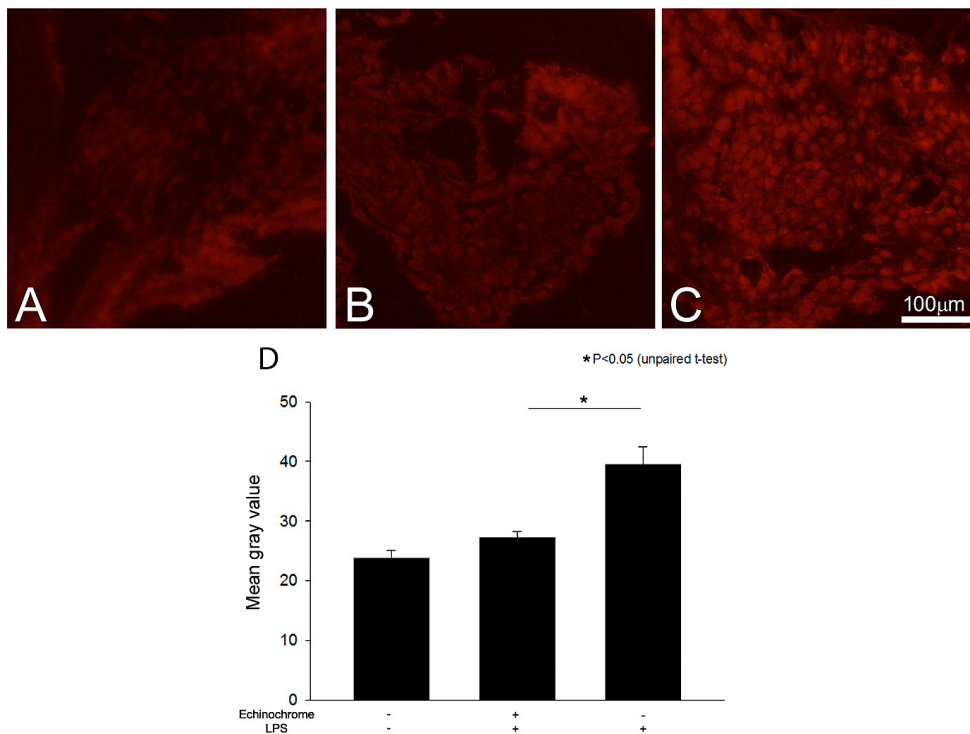 A
B
C
100μm
D
* P<0.05 (unpaired t-test)
*
50
40
30
20
10
0
Mean gray value
Echinochrome - + -
LPS - + +